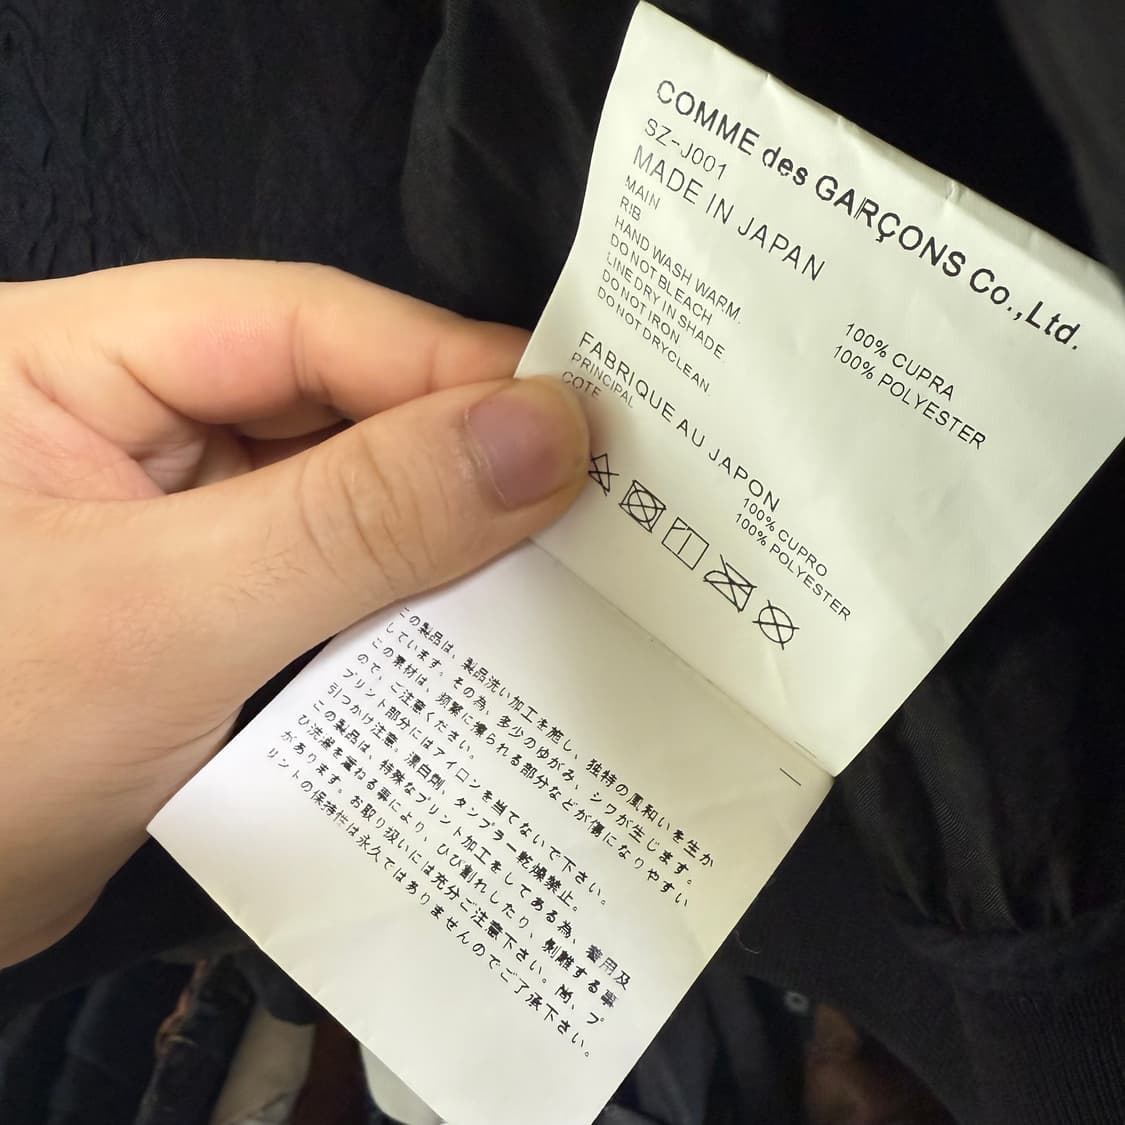 COMME des GARÇONS Co.,Ltd.
SZ-J001
MADE IN JAPAN
MAIN 100% CUPRA
RIB 100% POLYESTER
HAND WASH WARM.
DO NOT BLEACH
LINE DRY IN SHADE
DO NOT IRON
DO NOT DRYCLEAN.
FABRIQUE AU JAPON
PRINCIPAL 100% CUPRO
COTE 100% POLYESTER
この製品は、製品洗い加工を施し、独特の風和いを生か
しています。その為、多少のゆがみ、シワが生じます。
この素材は、頻繁に擦られる部分などが傷になりやすい
ので、ご注意ください。
プリント部分にはアイロンを当てないで下さい。
引つかけ注意。漂白剤、タンブラー乾燥禁止。
この製品は、特殊なプリント加工をしてある為、着用及
び洗濯を重ねる事により、ひび割れしたり、剝離する事
があります。お取り扱いには充分ご注意下さい。尚、プ
リントの保持性は永久ではありませんのでご了承下さい。